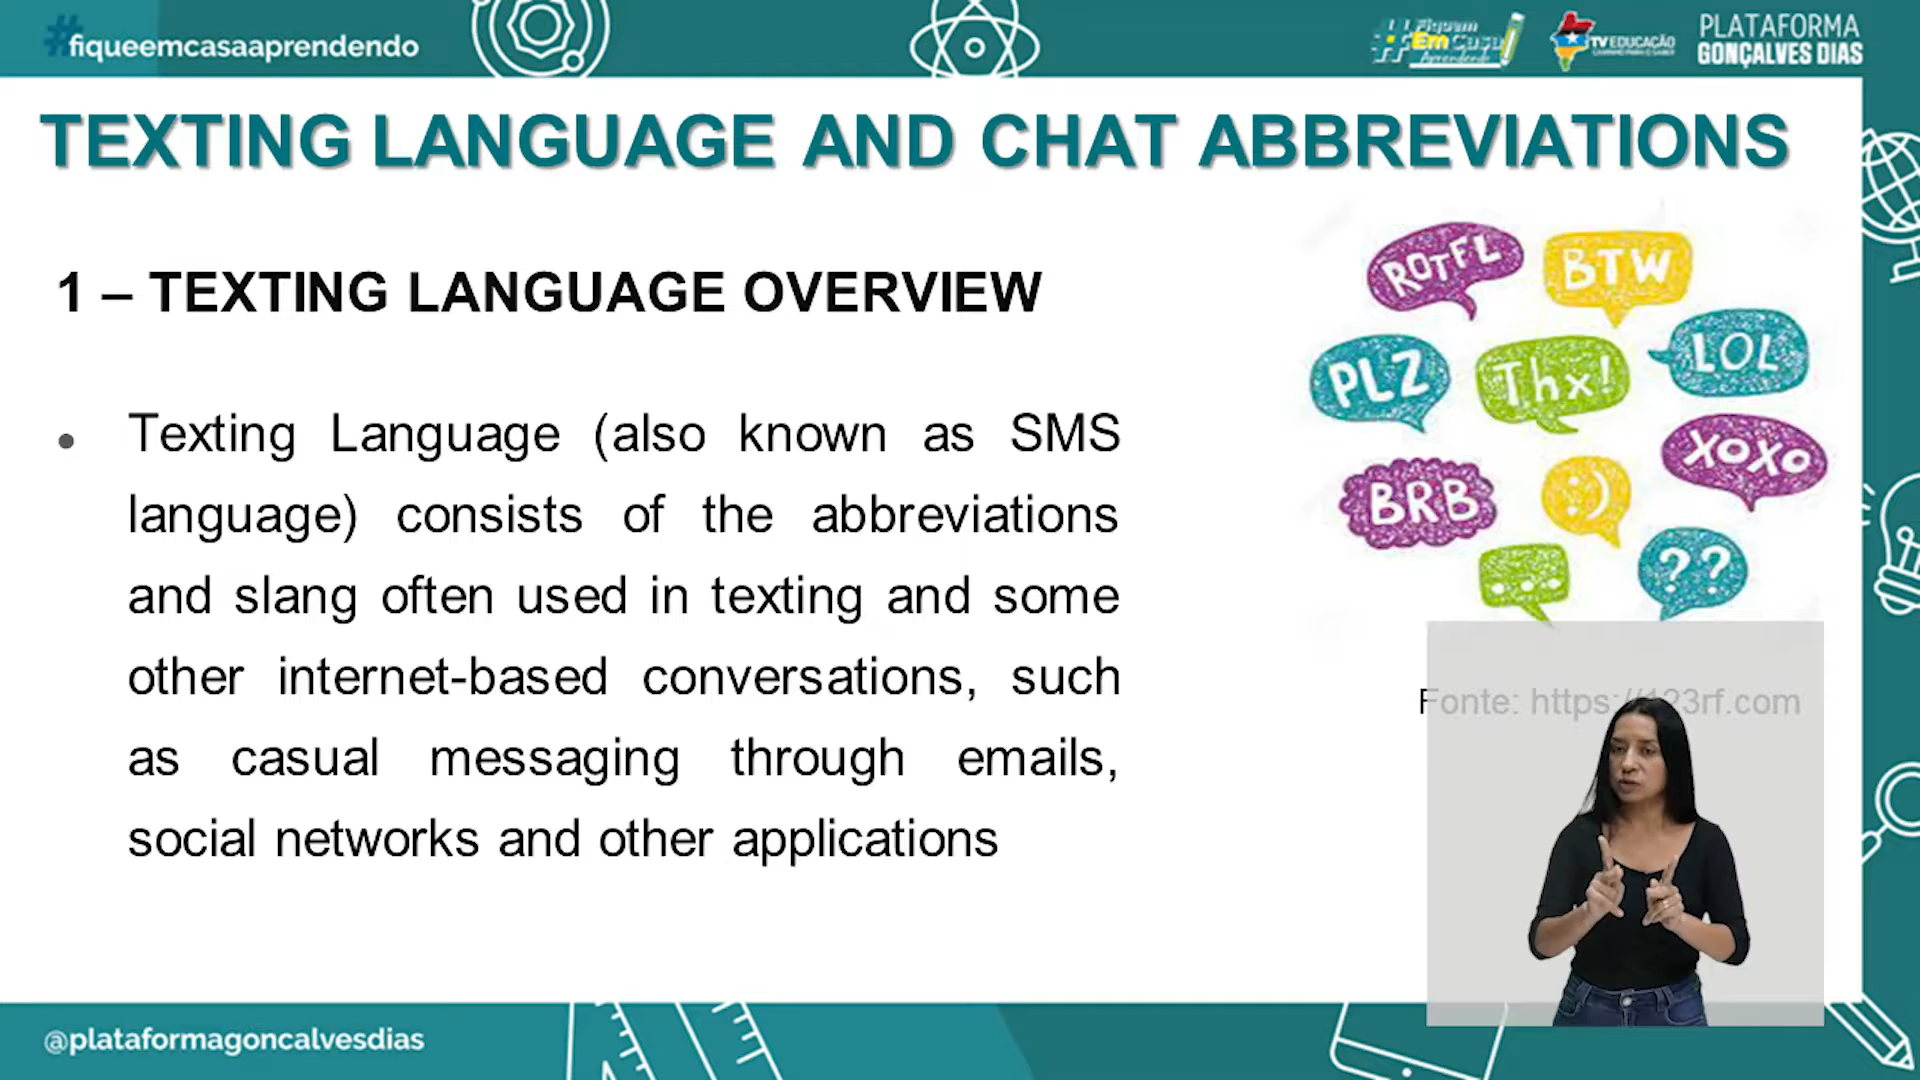 #fiqueemcasaaprendendo
#Fiquem
Em Casa
Aprendendo
TV EDUCAÇÃO
PLATAFORMA
GONÇALVES DIAS
TEXTING LANGUAGE AND CHAT ABBREVIATIONS
1 – TEXTING LANGUAGE OVERVIEW
• Texting Language (also known as SMS
language) consists of the abbreviations
and slang often used in texting and some
other internet-based conversations, such
as casual messaging through emails,
social networks and other applications
ROTFL
BTW
PLZ
Thx!
LOL
XOXO
BRB
:)
...
??
Fonte: https://123rf.com
@plataformagoncalvesdias